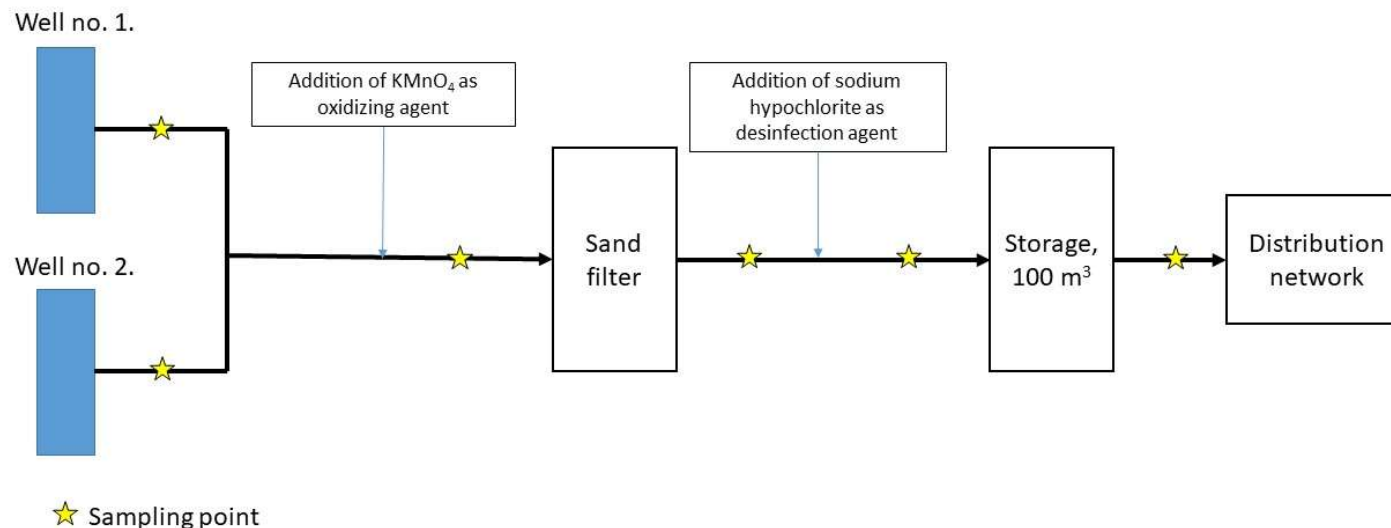 Well no. 1.
Addition of KMnO₄ as
oxidizing agent
Addition of sodium
hypochlorite as
desinfection agent
Well no. 2.
Sand
filter
Storage,
100 m³
Distribution
network
Sampling point